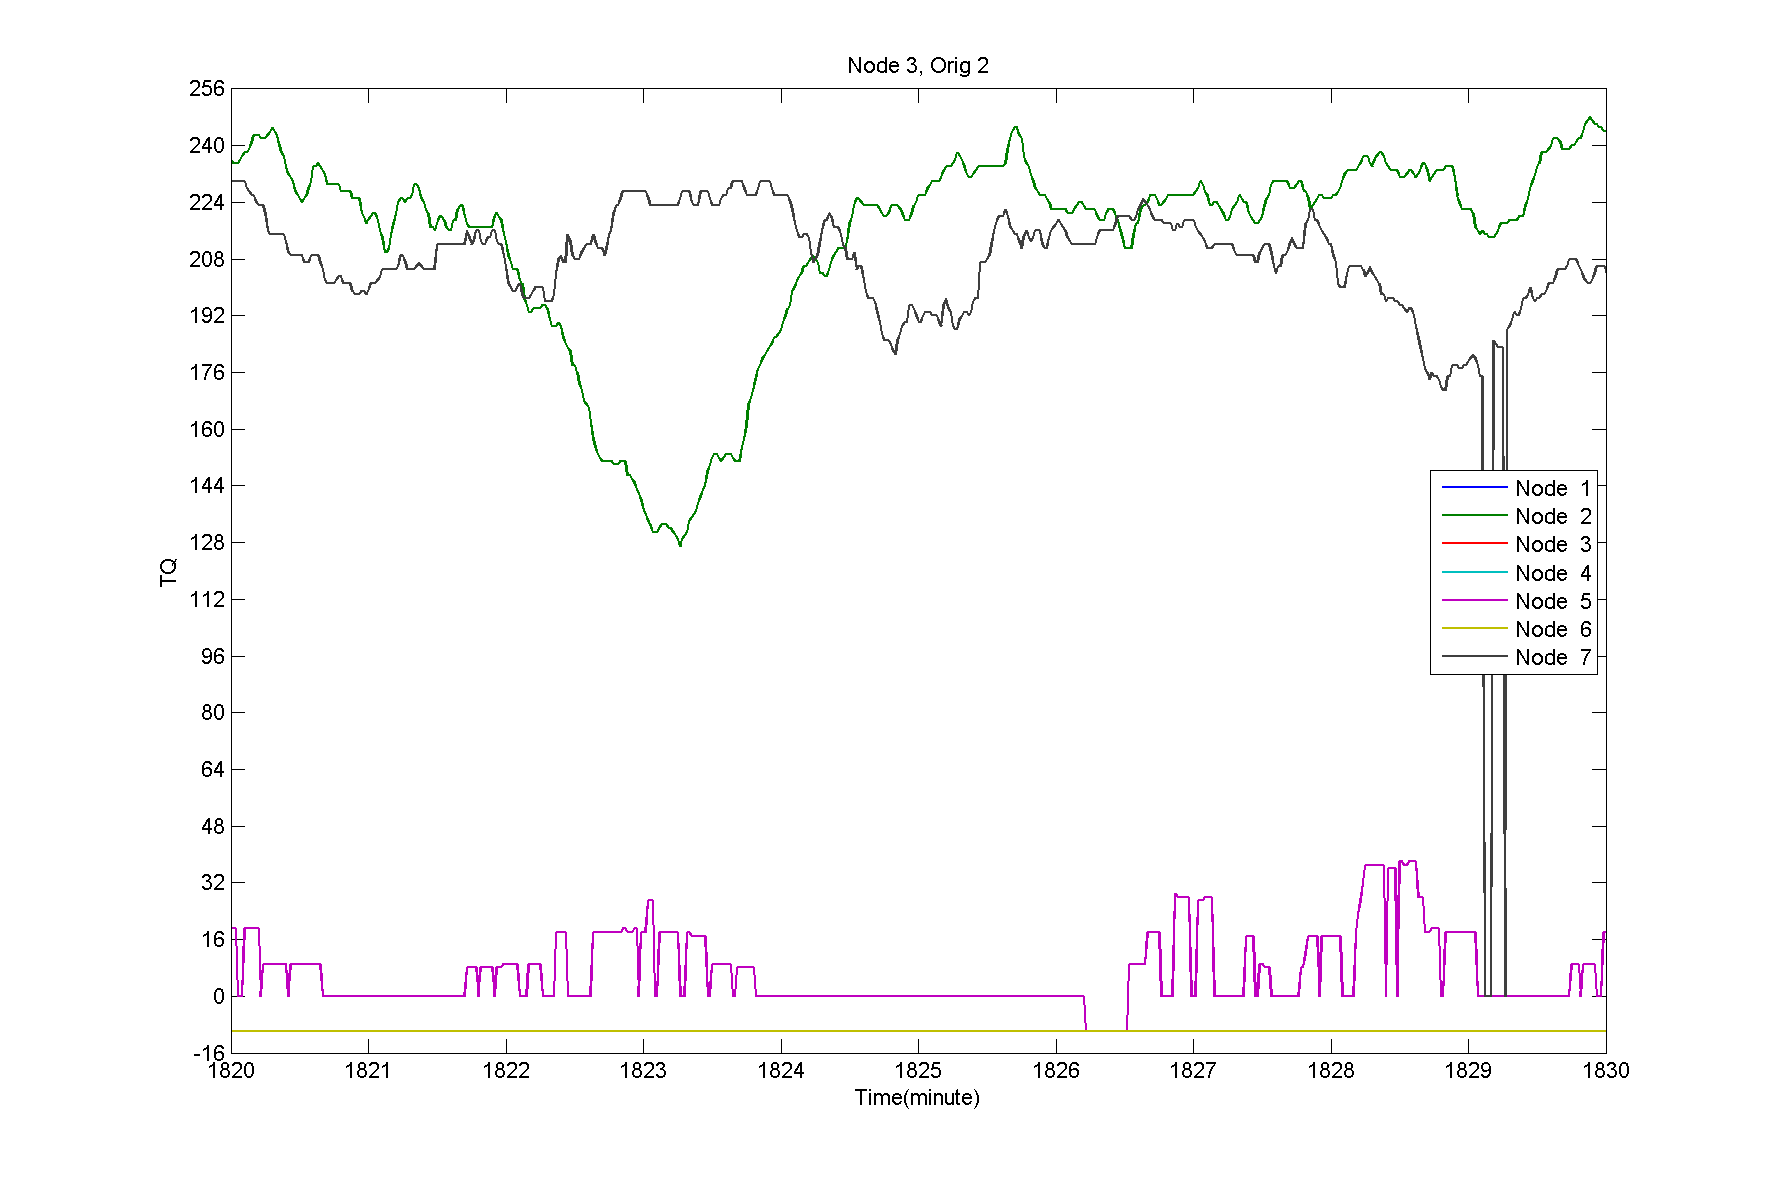 Node 3, Orig 2
256
240
224
208
192
176
160
144
128
112
96
80
64
48
32
16
0
-16
TQ
1820 1821 1822 1823 1824 1825 1826 1827 1828 1829 1830
Time(minute)
Node 1
Node 2
Node 3
Node 4
Node 5
Node 6
Node 7